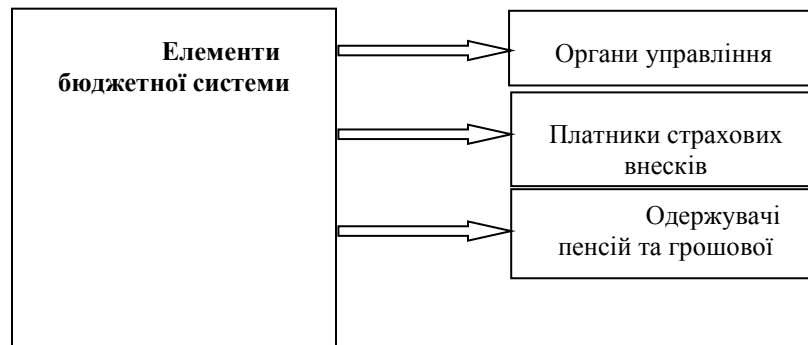 Елементи
бюджетної системи
Органи управління
Платники страхових
внесків
Одержувачі
пенсій та грошової